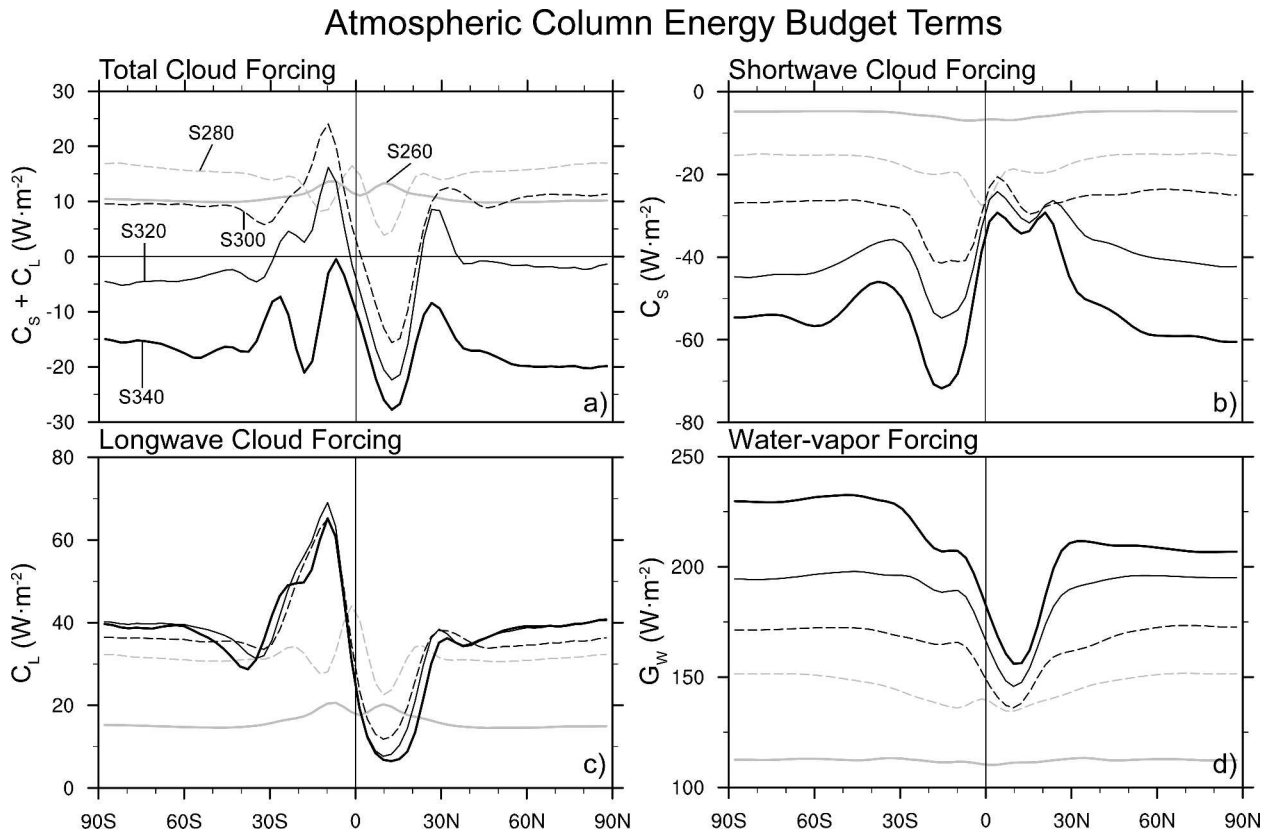 Atmospheric Column Energy Budget Terms
Total Cloud Forcing
30
20
10
0
-10
-20
-30
C_S + C_L (W·m⁻²)
S280
S260
S320
S300
S340
a)
Shortwave Cloud Forcing
0
-20
-40
-60
-80
C_S (W·m⁻²)
b)
Longwave Cloud Forcing
80
60
40
20
0
C_L (W·m⁻²)
c)
90S 60S 30S 0 30N 60N 90N
Water-vapor Forcing
250
200
150
100
G_W (W·m⁻²)
d)
90S 60S 30S 0 30N 60N 90N